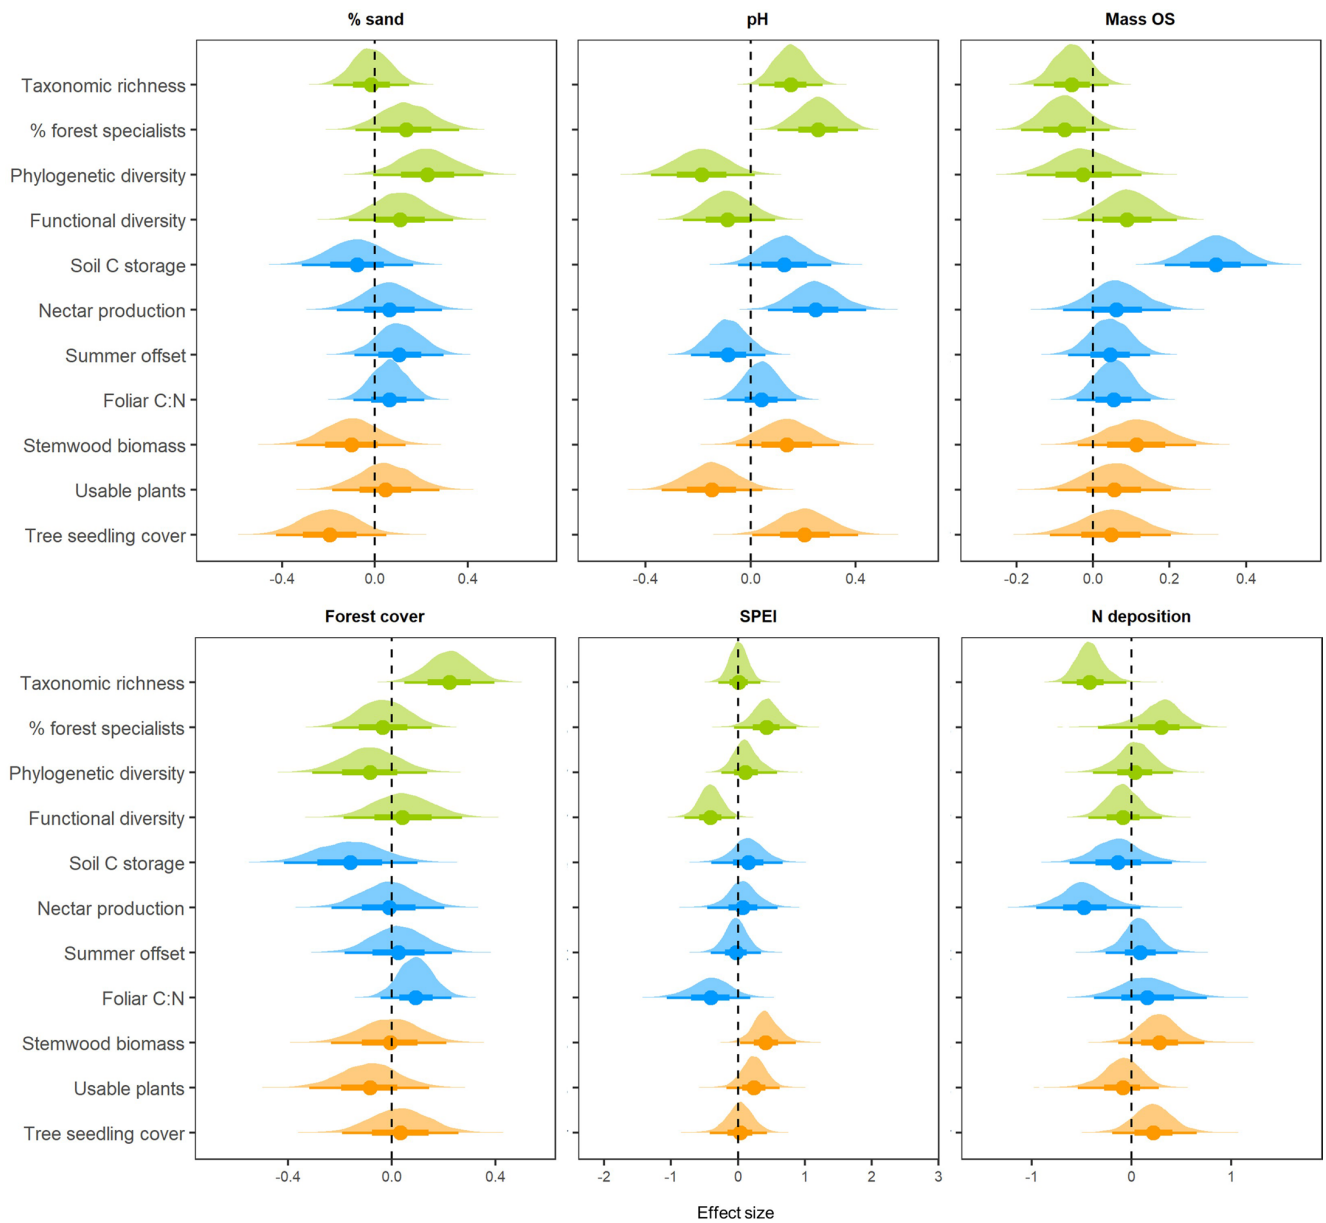 % sand
pH
Mass OS
Taxonomic richness
% forest specialists
Phylogenetic diversity
Functional diversity
Soil C storage
Nectar production
Summer offset
Foliar C:N
Stemwood biomass
Usable plants
Tree seedling cover
-0.4 0.0 0.4
-0.4 0.0 0.4
-0.2 0.0 0.2 0.4
Forest cover
SPEI
N deposition
Taxonomic richness
% forest specialists
Phylogenetic diversity
Functional diversity
Soil C storage
Nectar production
Summer offset
Foliar C:N
Stemwood biomass
Usable plants
Tree seedling cover
-0.4 0.0 0.4
-2 -1 0 1 2 3
-1 0 1
Effect size